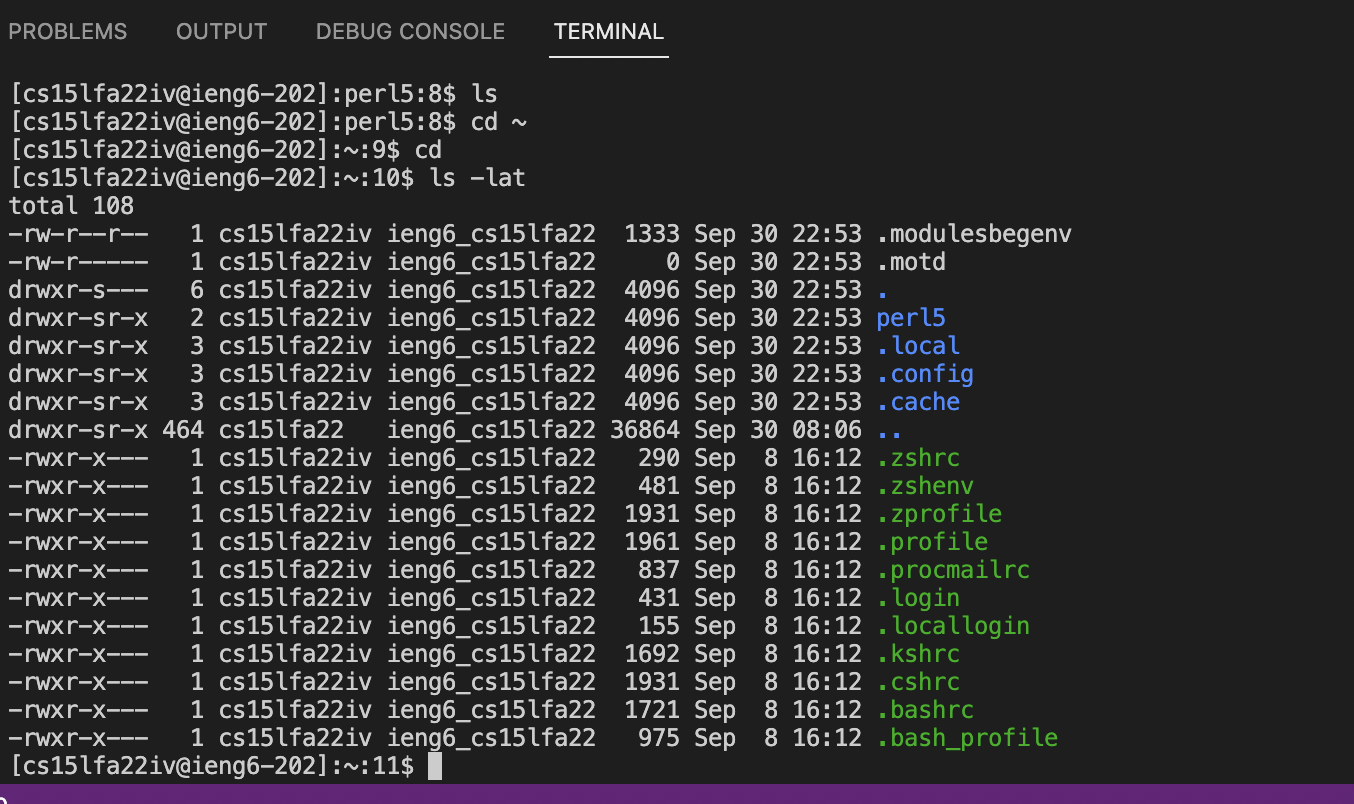 PROBLEMS OUTPUT DEBUG CONSOLE TERMINAL
[cs15lfa22iv@ieng6-202]:perl5:8$ ls
[cs15lfa22iv@ieng6-202]:perl5:8$ cd ~
[cs15lfa22iv@ieng6-202]:~:9$ cd
[cs15lfa22iv@ieng6-202]:~:10$ ls -lat
total 108
-rw-r--r--   1 cs15lfa22iv ieng6_cs15lfa22  1333 Sep 30 22:53 .modulesbegenv
-rw-r-----   1 cs15lfa22iv ieng6_cs15lfa22     0 Sep 30 22:53 .motd
drwxr-s---   6 cs15lfa22iv ieng6_cs15lfa22  4096 Sep 30 22:53 .
drwxr-sr-x   2 cs15lfa22iv ieng6_cs15lfa22  4096 Sep 30 22:53 perl5
drwxr-sr-x   3 cs15lfa22iv ieng6_cs15lfa22  4096 Sep 30 22:53 .local
drwxr-sr-x   3 cs15lfa22iv ieng6_cs15lfa22  4096 Sep 30 22:53 .config
drwxr-sr-x   3 cs15lfa22iv ieng6_cs15lfa22  4096 Sep 30 22:53 .cache
drwxr-sr-x 464 cs15lfa22   ieng6_cs15lfa22 36864 Sep 30 08:06 ..
-rwxr-x---   1 cs15lfa22iv ieng6_cs15lfa22   290 Sep  8 16:12 .zshrc
-rwxr-x---   1 cs15lfa22iv ieng6_cs15lfa22   481 Sep  8 16:12 .zshenv
-rwxr-x---   1 cs15lfa22iv ieng6_cs15lfa22  1931 Sep  8 16:12 .zprofile
-rwxr-x---   1 cs15lfa22iv ieng6_cs15lfa22  1961 Sep  8 16:12 .profile
-rwxr-x---   1 cs15lfa22iv ieng6_cs15lfa22   837 Sep  8 16:12 .procmailrc
-rwxr-x---   1 cs15lfa22iv ieng6_cs15lfa22   431 Sep  8 16:12 .login
-rwxr-x---   1 cs15lfa22iv ieng6_cs15lfa22   155 Sep  8 16:12 .locallogin
-rwxr-x---   1 cs15lfa22iv ieng6_cs15lfa22  1692 Sep  8 16:12 .kshrc
-rwxr-x---   1 cs15lfa22iv ieng6_cs15lfa22  1931 Sep  8 16:12 .cshrc
-rwxr-x---   1 cs15lfa22iv ieng6_cs15lfa22  1721 Sep  8 16:12 .bashrc
-rwxr-x---   1 cs15lfa22iv ieng6_cs15lfa22   975 Sep  8 16:12 .bash_profile
[cs15lfa22iv@ieng6-202]:~:11$